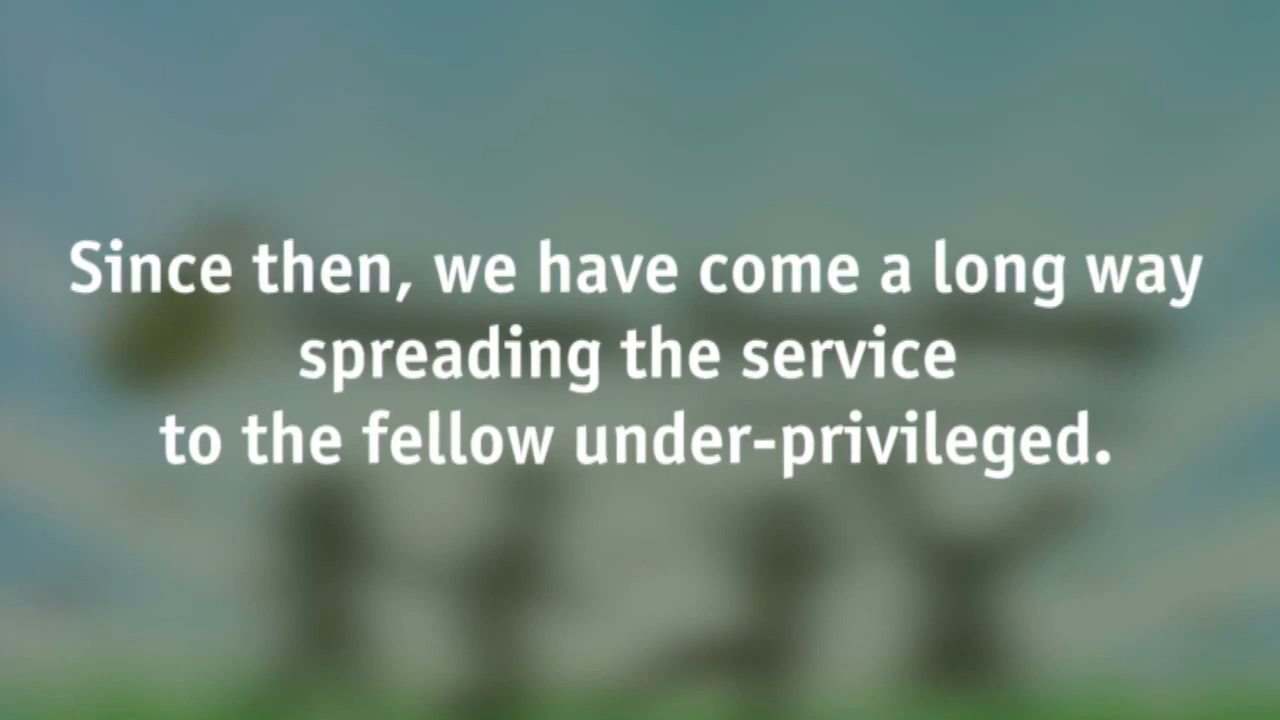 Since then, we have come a long way
spreading the service
to the fellow under-privileged.